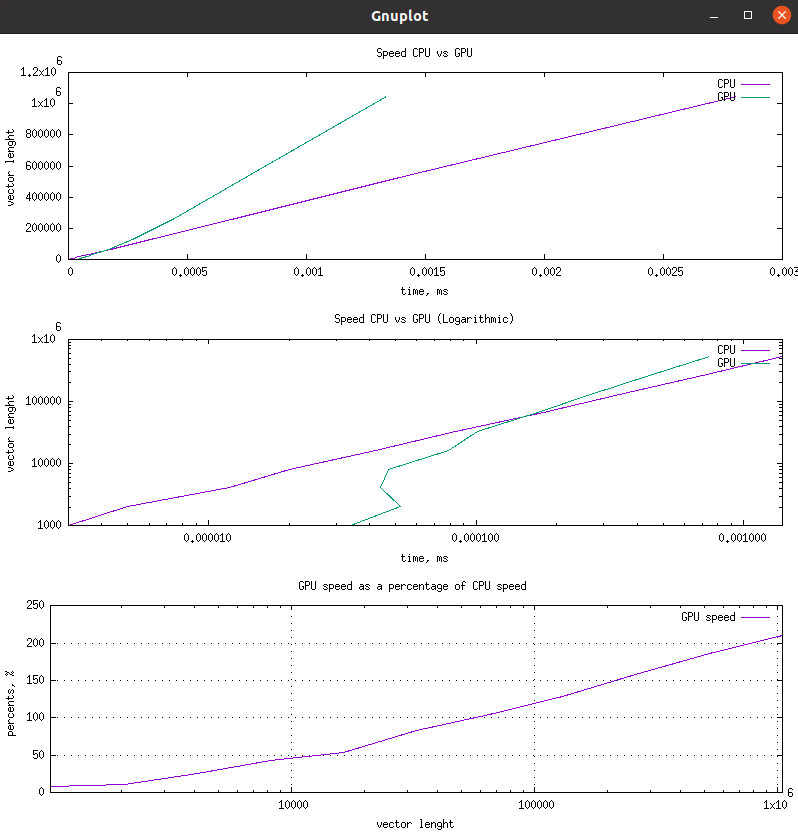 Gnuplot
Speed CPU vs GPU
1.2x10^6
1x10^6
800000
600000
400000
200000
0
vector lenght
CPU
GPU
0 0.0005 0.001 0.0015 0.002 0.0025 0.003
time, ms
Speed CPU vs GPU (Logarithmic)
1x10^6
100000
10000
1000
vector lenght
CPU
GPU
0.000010 0.000100 0.001000
time, ms
GPU speed as a percentage of CPU speed
250
200
150
100
50
0
percents, %
GPU speed
10000 100000 1x10^6
vector lenght